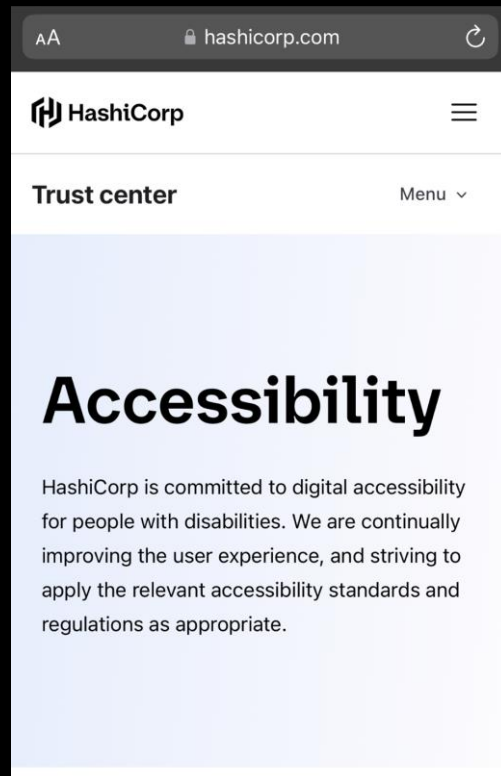 AA
hashicorp.com
HashiCorp
Trust center
Menu
Accessibility
HashiCorp is committed to digital accessibility
for people with disabilities. We are continually
improving the user experience, and striving to
apply the relevant accessibility standards and
regulations as appropriate.